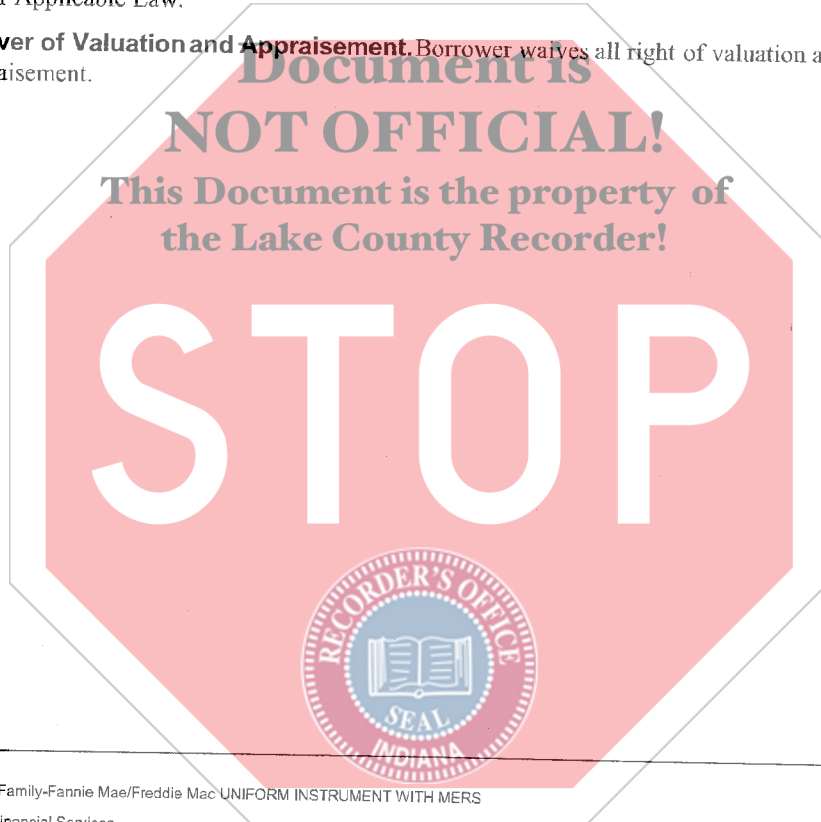 Applicable Law.
ver of Valuation and Appraisement. Borrower waives all right of valuation a
aisement.
Document is
NOT OFFICIAL!
This Document is the property of
the Lake County Recorder!
STOP
RECORDER'S OFFICE
SEAL
INDIANA
Family-Fannie Mae/Freddie Mac UNIFORM INSTRUMENT WITH MERS
inancial Services